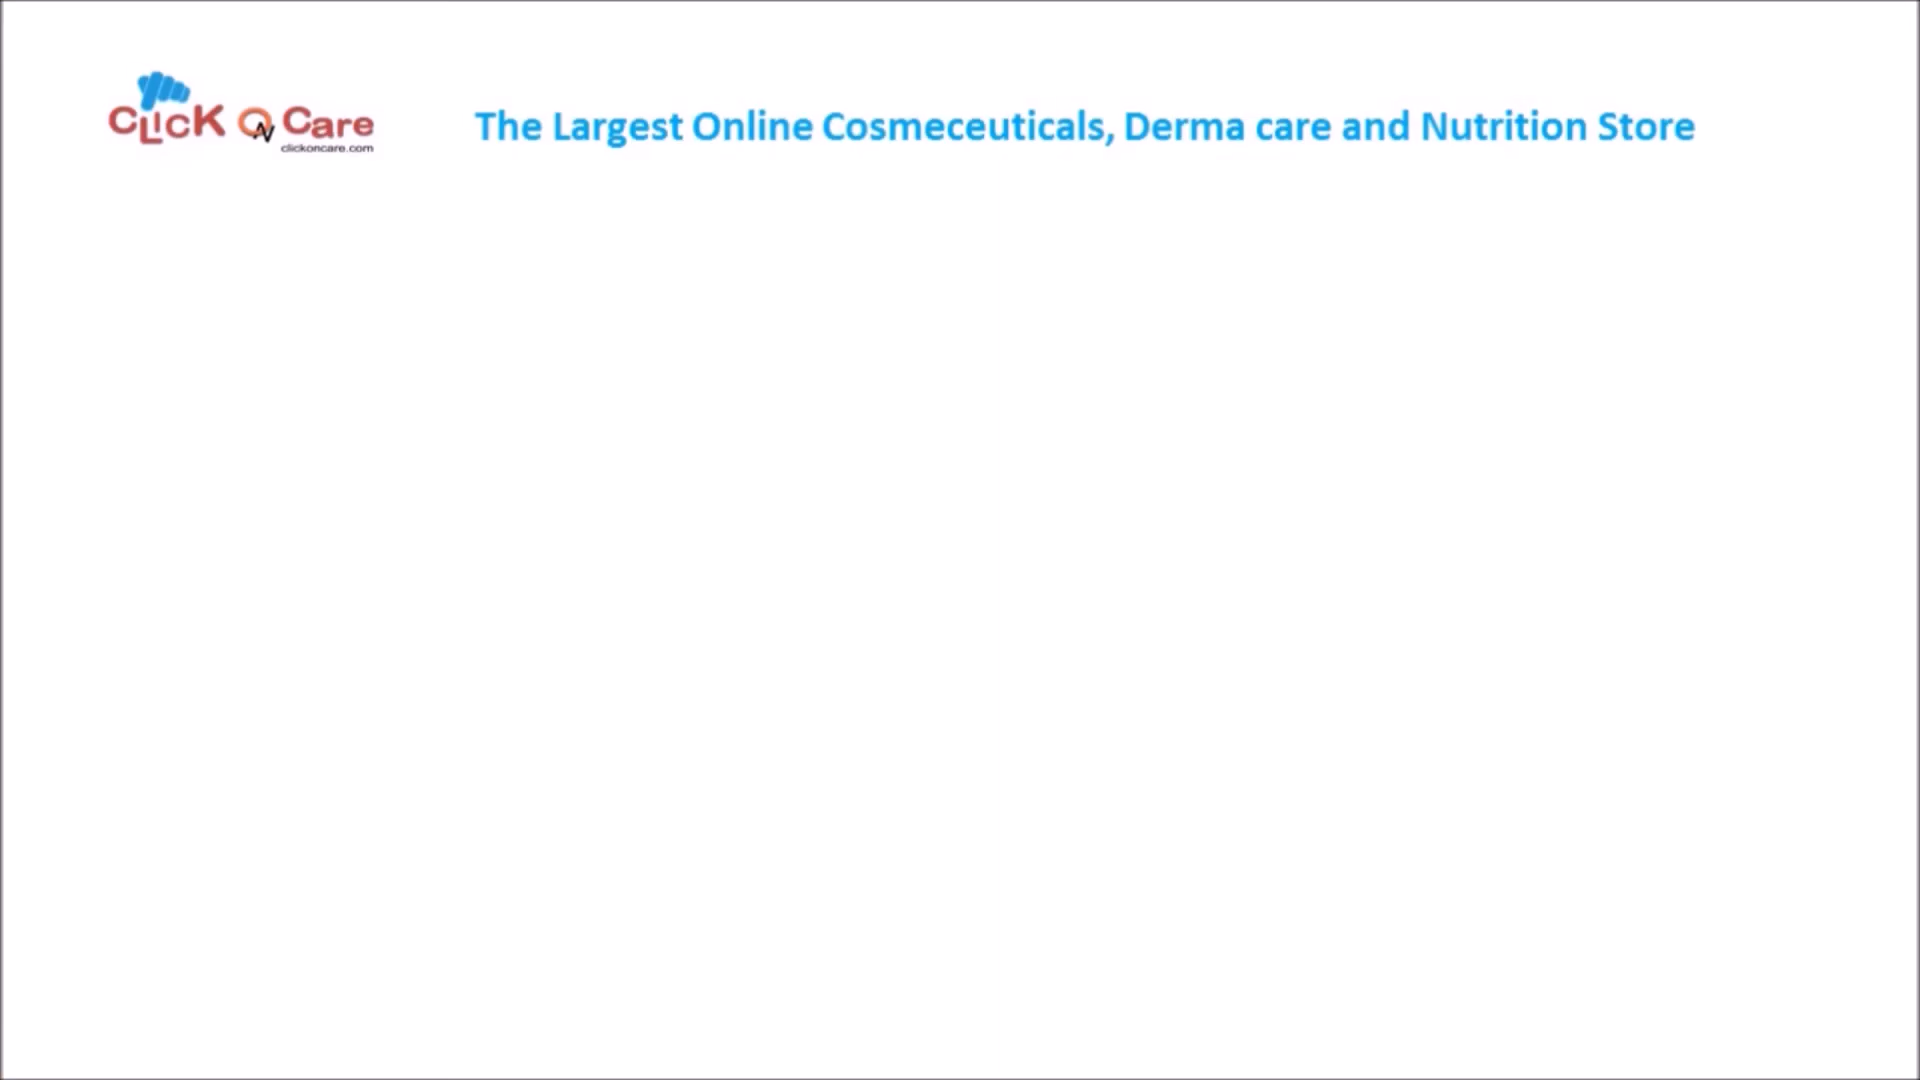 CLicK ON Care
clickoncare.com
The Largest Online Cosmeceuticals, Derma care and Nutrition Store